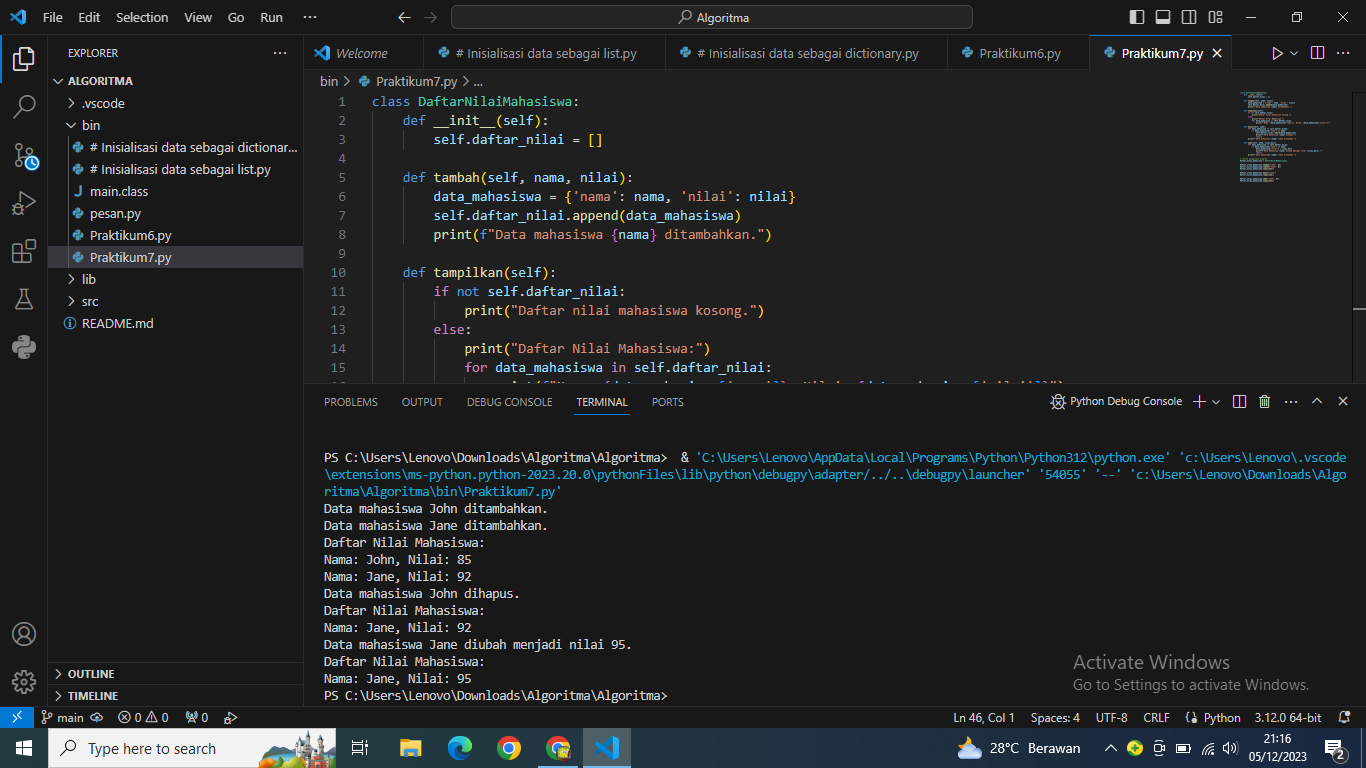 File Edit Selection View Go Run ··· Algoritma
EXPLORER ···
ALGORITMA
.vscode
bin
# Inisialisasi data sebagai dictionar...
# Inisialisasi data sebagai list.py
J main.class
pesan.py
Praktikum6.py
Praktikum7.py
lib
src
README.md
OUTLINE
TIMELINE
Welcome # Inisialisasi data sebagai list.py # Inisialisasi data sebagai dictionary.py Praktikum6.py Praktikum7.py
bin > Praktikum7.py > ...
1 class DaftarNilaiMahasiswa:
2 def __init__(self):
3 self.daftar_nilai = []
4
5 def tambah(self, nama, nilai):
6 data_mahasiswa = {'nama': nama, 'nilai': nilai}
7 self.daftar_nilai.append(data_mahasiswa)
8 print(f"Data mahasiswa {nama} ditambahkan.")
9
10 def tampilkan(self):
11 if not self.daftar_nilai:
12 print("Daftar nilai mahasiswa kosong.")
13 else:
14 print("Daftar Nilai Mahasiswa:")
15 for data_mahasiswa in self.daftar_nilai:
PROBLEMS OUTPUT DEBUG CONSOLE TERMINAL PORTS Python Debug Console
PS C:\Users\Lenovo\Downloads\Algoritma\Algoritma> & 'C:\Users\Lenovo\AppData\Local\Programs\Python\Python312\python.exe' 'c:\Users\Lenovo\.vscode
\extensions\ms-python.python-2023.20.0\pythonFiles\lib\python\debugpy\adapter/../..\debugpy\launcher' '54055' '--' 'c:\Users\Lenovo\Downloads\Algo
ritma\Algoritma\bin\Praktikum7.py'
Data mahasiswa John ditambahkan.
Data mahasiswa Jane ditambahkan.
Daftar Nilai Mahasiswa:
Nama: John, Nilai: 85
Nama: Jane, Nilai: 92
Data mahasiswa John dihapus.
Daftar Nilai Mahasiswa:
Nama: Jane, Nilai: 92
Data mahasiswa Jane diubah menjadi nilai 95.
Daftar Nilai Mahasiswa:
Nama: Jane, Nilai: 95
PS C:\Users\Lenovo\Downloads\Algoritma\Algoritma>
Activate Windows
Go to Settings to activate Windows.
main 0 0 0 Ln 46, Col 1 Spaces: 4 UTF-8 CRLF Python 3.12.0 64-bit
Type here to search 28°C Berawan 21:16
05/12/2023 2